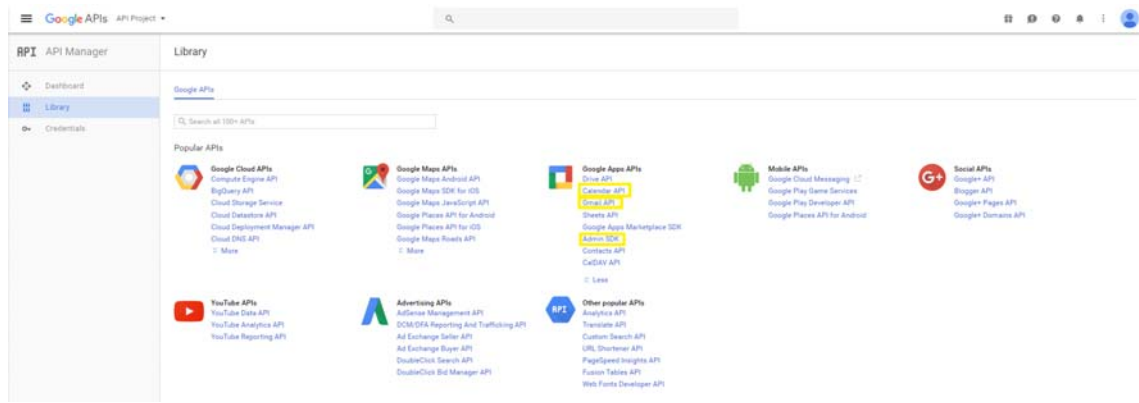 Google APIs API Project
API API Manager
Library
Dashboard
Library
Credentials
Google APIs
Search all 100+ APIs
Popular APIs
Google Cloud APIs
Compute Engine API
BigQuery API
Cloud Storage Service
Cloud Datastore API
Cloud Deployment Manager API
Cloud DNS API
More
Google Maps APIs
Google Maps Android API
Google Maps SDK for iOS
Google Maps JavaScript API
Google Places API for Android
Google Places API for iOS
Google Maps Roads API
More
Google Apps APIs
Drive API
Calendar API
Gmail API
Sheets API
Google Apps Marketplace SDK
Admin SDK
Contacts API
CalDAV API
Less
Mobile APIs
Google Cloud Messaging
Google Play Game Services
Google Play Developer API
Google Places API for Android
G+
Social APIs
Google+ API
Blogger API
Google+ Pages API
Google+ Domains API
YouTube APIs
YouTube Data API
YouTube Analytics API
YouTube Reporting API
Advertising APIs
AdSense Management API
DCM/DFA Reporting And Trafficking API
Ad Exchange Seller API
Ad Exchange Buyer API
DoubleClick Search API
DoubleClick Bid Manager API
API
Other popular APIs
Analytics API
Translate API
Custom Search API
URL Shortener API
PageSpeed Insights API
Fusion Tables API
Web Fonts Developer API